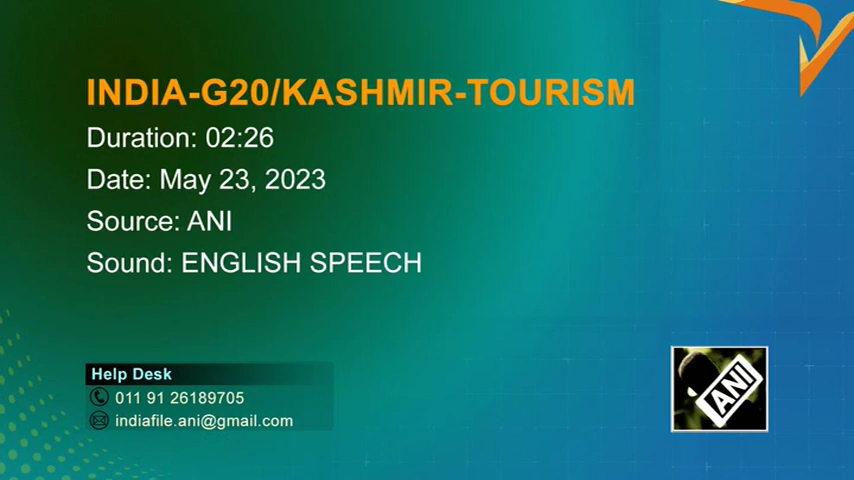 INDIA-G20/KASHMIR-TOURISM
Duration: 02:26
Date: May 23, 2023
Source: ANI
Sound: ENGLISH SPEECH
Help Desk
011 91 26189705
indiafile.ani@gmail.com
ANI